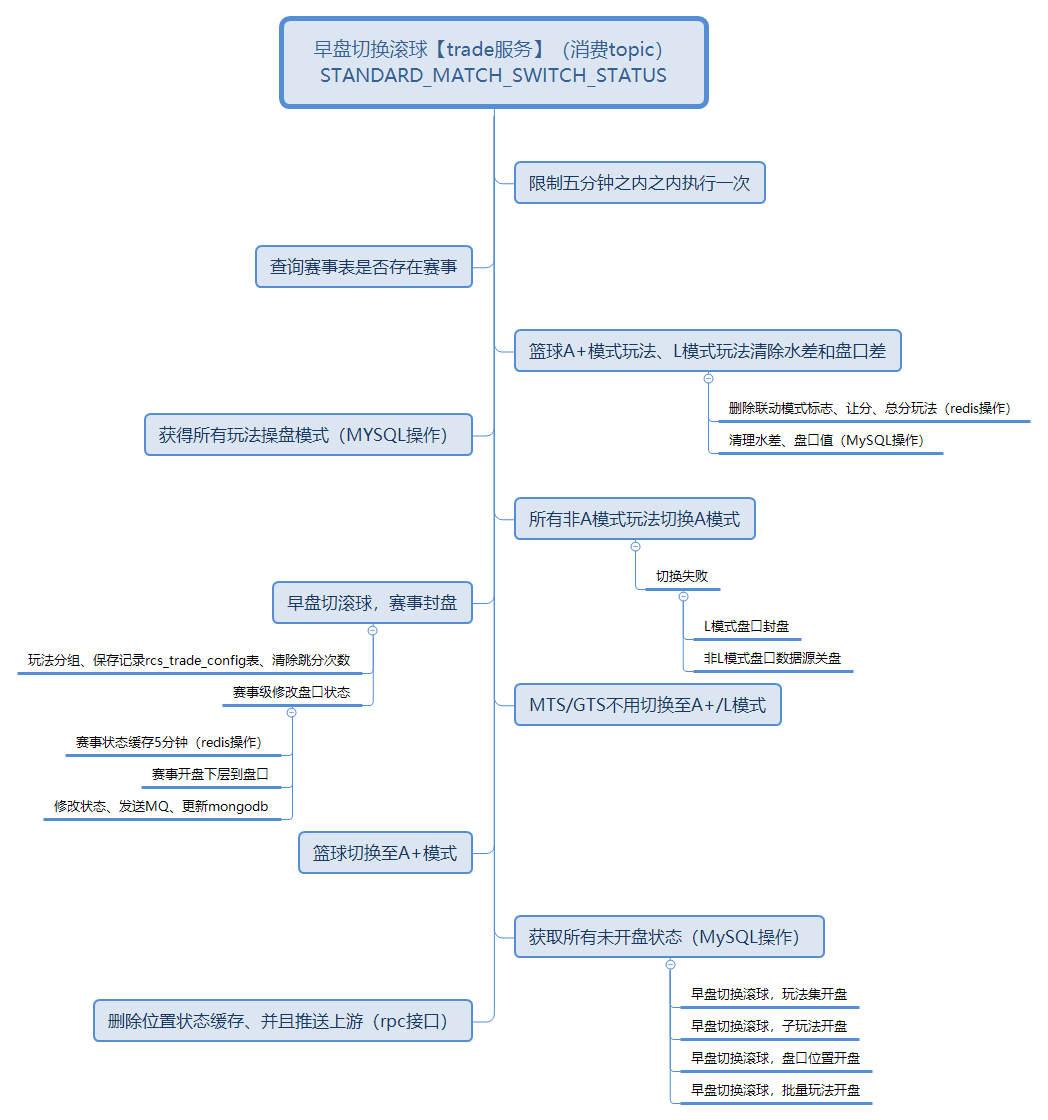 早盘切换滚球【trade服务】（消费topic）
STANDARD_MATCH_SWITCH_STATUS
限制五分钟之内之内执行一次
查询赛事表是否存在赛事
篮球A+模式玩法、L模式玩法清除水差和盘口差
删除联动模式标志、让分、总分玩法（redis操作）
清理水差、盘口值（MySQL操作）
获得所有玩法操盘模式（MYSQL操作）
所有非A模式玩法切换A模式
切换失败
L模式盘口封盘
非L模式盘口数据源关盘
早盘切滚球，赛事封盘
玩法分组、保存记录rcs_trade_config表、清除跳分次数
赛事级修改盘口状态
赛事状态缓存5分钟（redis操作）
赛事开盘下层到盘口
修改状态、发送MQ、更新mongodb
MTS/GTS不用切换至A+/L模式
篮球切换至A+模式
获取所有未开盘状态（MySQL操作）
早盘切换滚球，玩法集开盘
早盘切换滚球，子玩法开盘
早盘切换滚球，盘口位置开盘
早盘切换滚球，批量玩法开盘
删除位置状态缓存、并且推送上游（rpc接口）